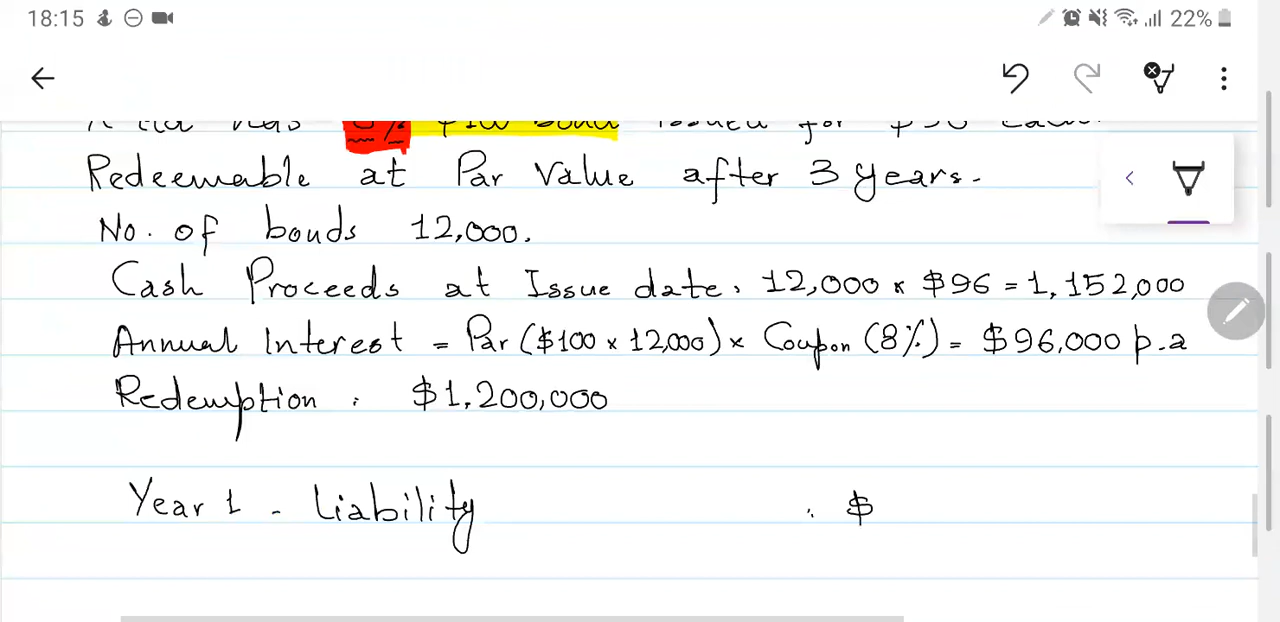 18:15 22%
Redeemable at Par Value after 3 years.
No. of bonds 12,000.
Cash Proceeds at Issue date. 12,000 x $96 = 1,152,000
Annual Interest = Par ($100 x 12,000) x Coupon (8%) = $96,000 p.a
Redemption : $1,200,000
Year 1 - Liability : $